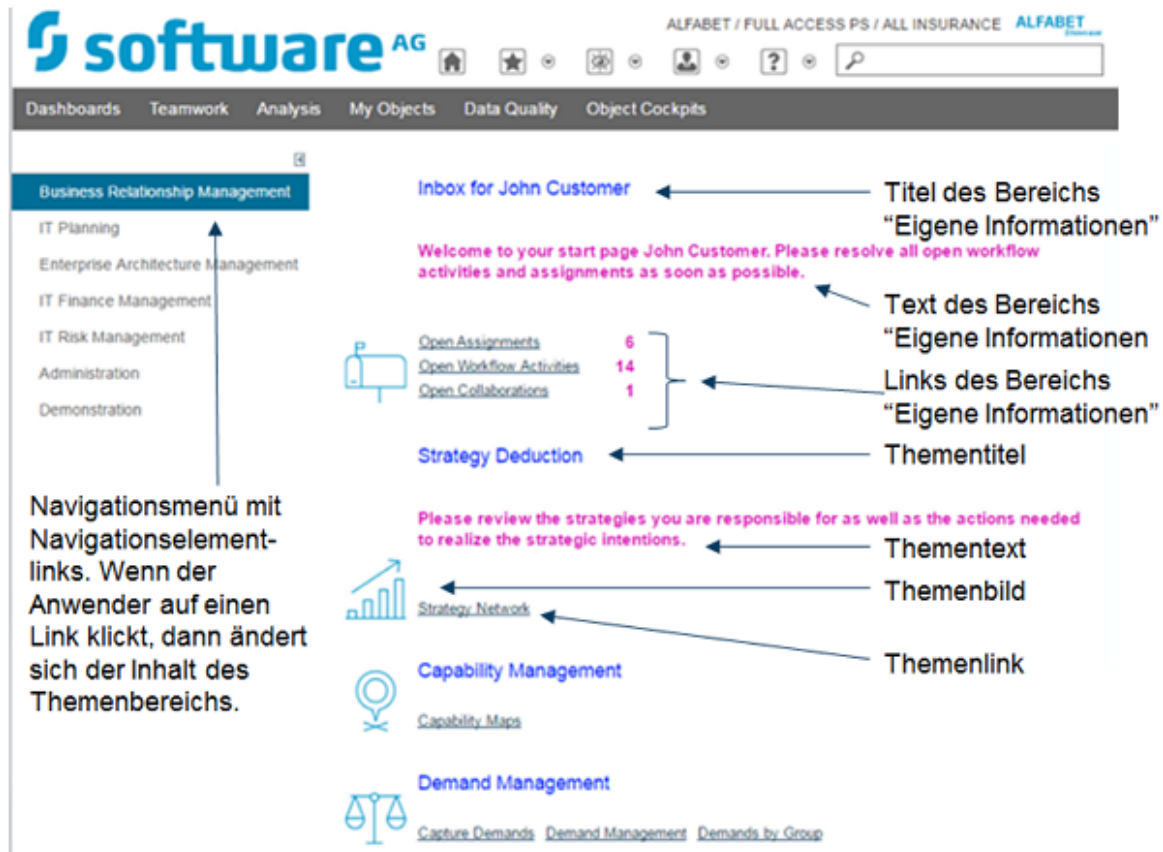 ALFABET / FULL ACCESS PS / ALL INSURANCE ALFABET
software AG
?
Dashboards Teamwork Analysis My Objects Data Quality Object Cockpits
Business Relationship Management
IT Planning
Enterprise Architecture Management
IT Finance Management
IT Risk Management
Administration
Demonstration
Navigationsmenü mit
Navigationselement-
links. Wenn der
Anwender auf einen
Link klickt, dann ändert
sich der Inhalt des
Themenbereichs.
Inbox for John Customer
Titel des Bereichs
“Eigene Informationen”
Welcome to your start page John Customer. Please resolve all open workflow
activities and assignments as soon as possible.
Text des Bereichs
“Eigene Informationen
Open Assignments 6
Open Workflow Activities 14
Open Collaborations 1
Links des Bereichs
“Eigene Informationen”
Strategy Deduction
Thementitel
Please review the strategies you are responsible for as well as the actions needed
to realize the strategic intentions.
Thementext
Themenbild
Strategy Network
Themenlink
Capability Management
Capability Maps
Demand Management
Capture Demands Demand Management Demands by Group